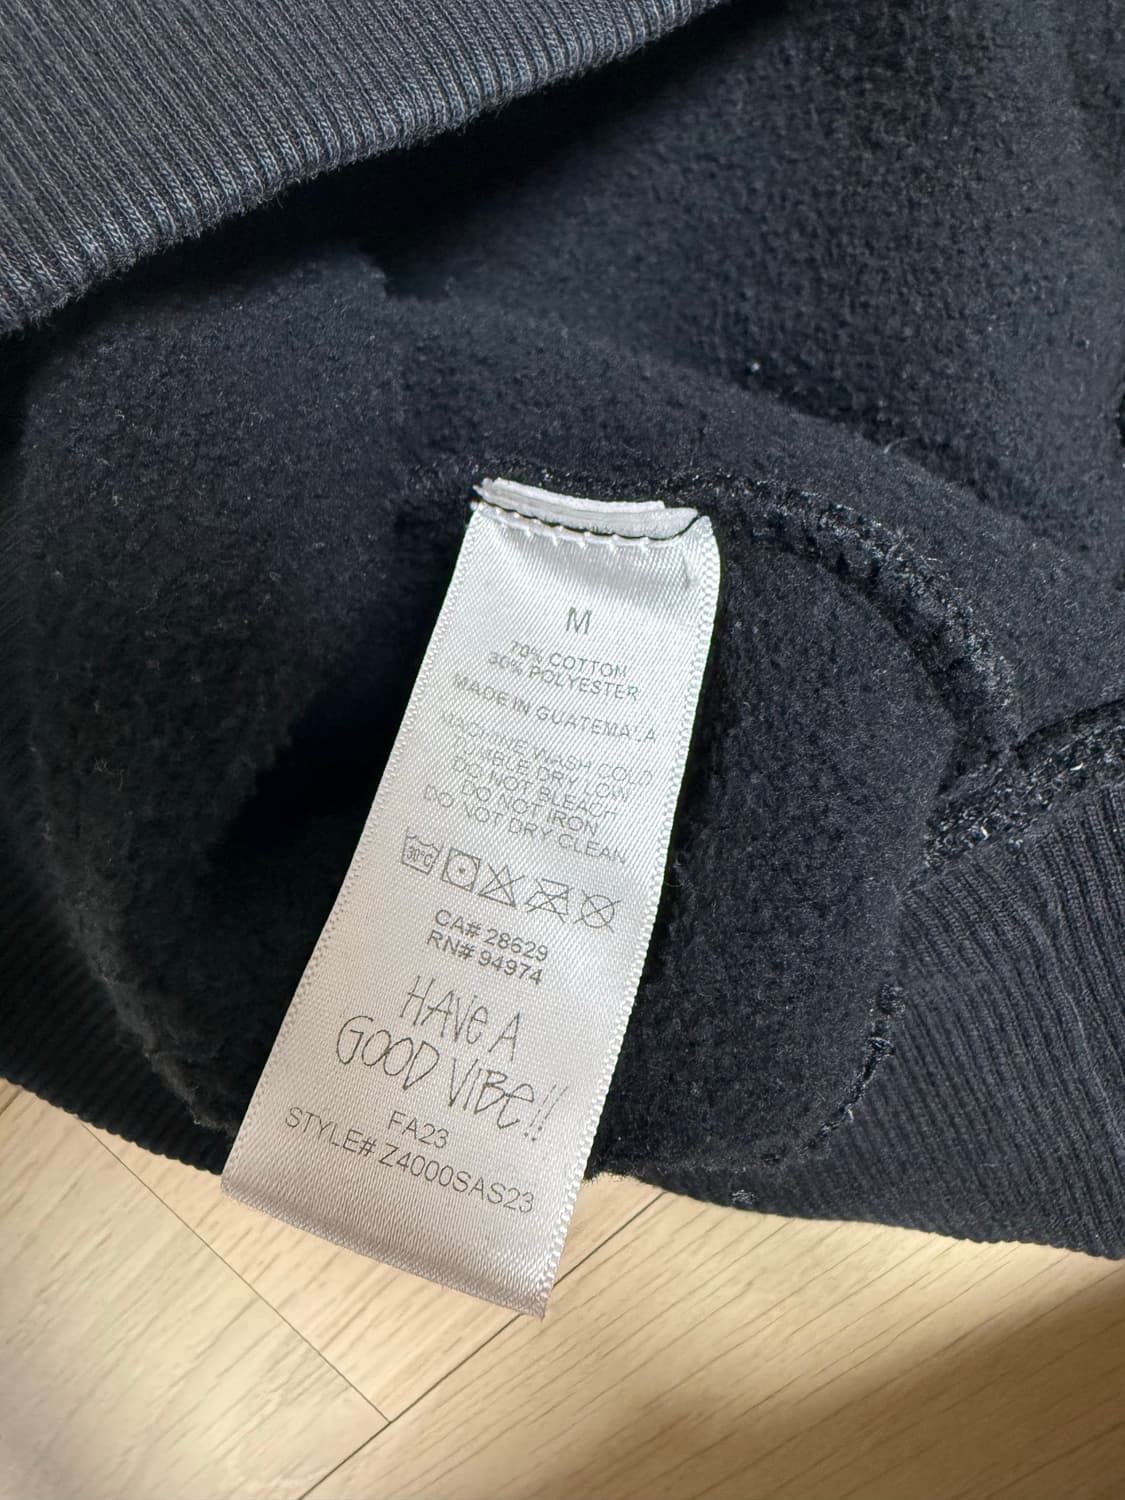 M
70% COTTON
30% POLYESTER
MADE IN GUATEMALA
MACHINE WASH COLD
TUMBLE DRY LOW
DO NOT BLEACH
DO NOT IRON
DO NOT DRY CLEAN
30°C
CA# 28629
RN# 94974
HAVE A
GOOD VIBE!!
FA23
STYLE# Z4000SAS23